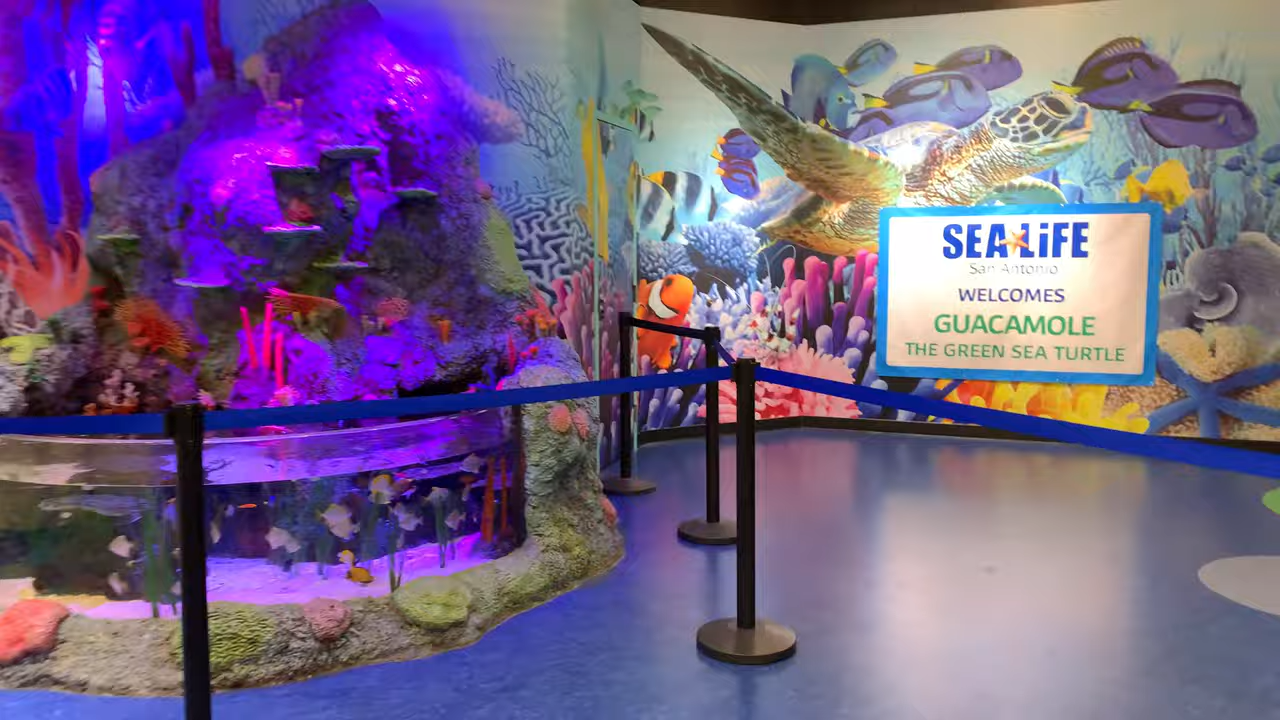 SEA LiFE
San Antonio
WELCOMES
GUACAMOLE
THE GREEN SEA TURTLE